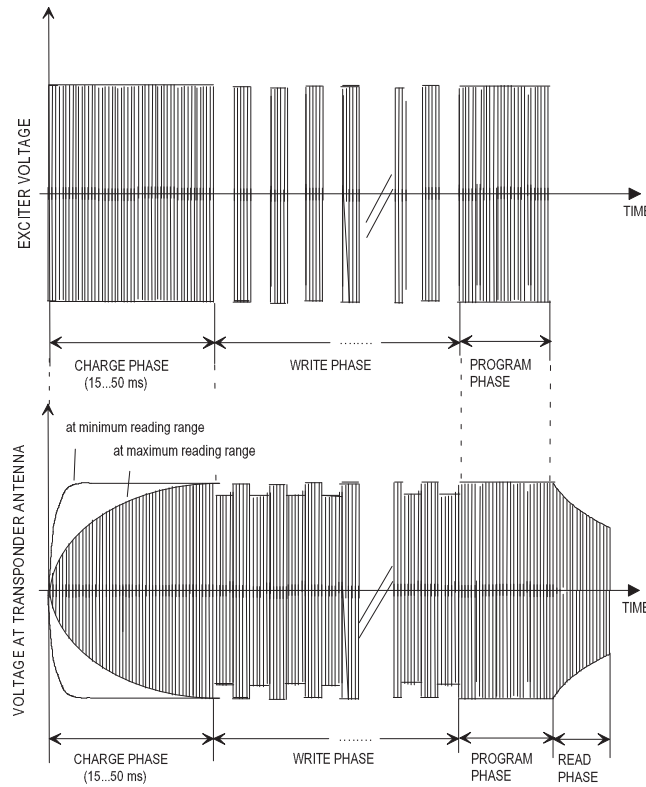 EXCITER VOLTAGE
TIME
........
CHARGE PHASE
(15...50 ms)
WRITE PHASE
PROGRAM
PHASE
at minimum reading range
at maximum reading range
VOLTAGE AT TRANSPONDER ANTENNA
TIME
........
CHARGE PHASE
(15...50 ms)
WRITE PHASE
PROGRAM
PHASE
READ
PHASE